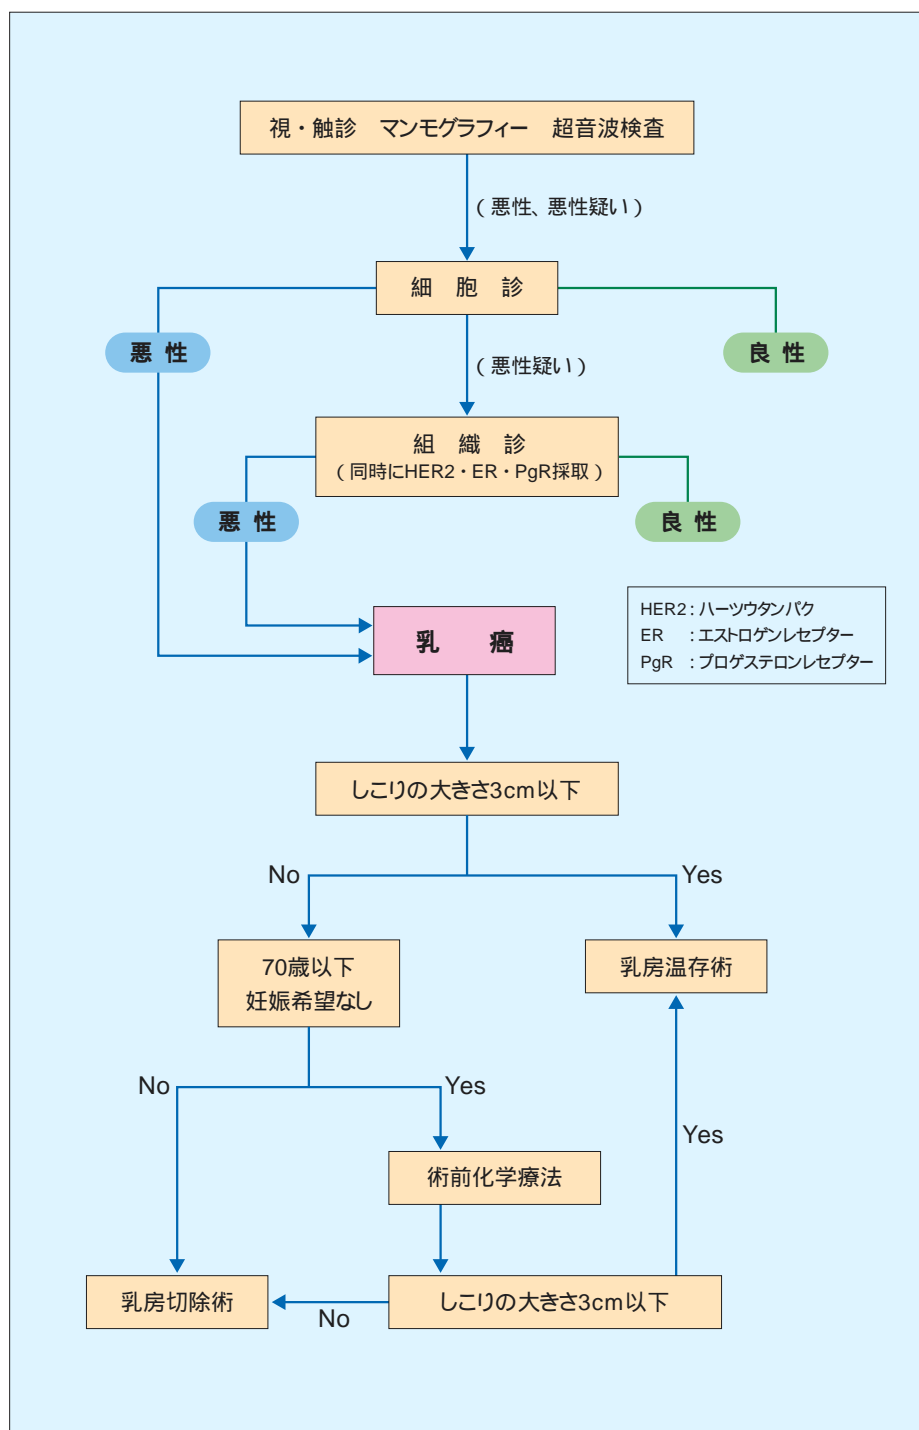 視・触診　マンモグラフィー　超音波検査
（悪性、悪性疑い）
細　胞　診
悪 性
良 性
（悪性疑い）
組　織　診
（同時にHER2・ER・PgR採取）
悪 性
良 性
HER2：ハーツウタンパク
ER　：エストロゲンレセプター
PgR　：プロゲステロンレセプター
乳　癌
しこりの大きさ3cm以下
No
Yes
70歳以下
妊娠希望なし
乳房温存術
No
Yes
Yes
術前化学療法
乳房切除術
No
しこりの大きさ3cm以下